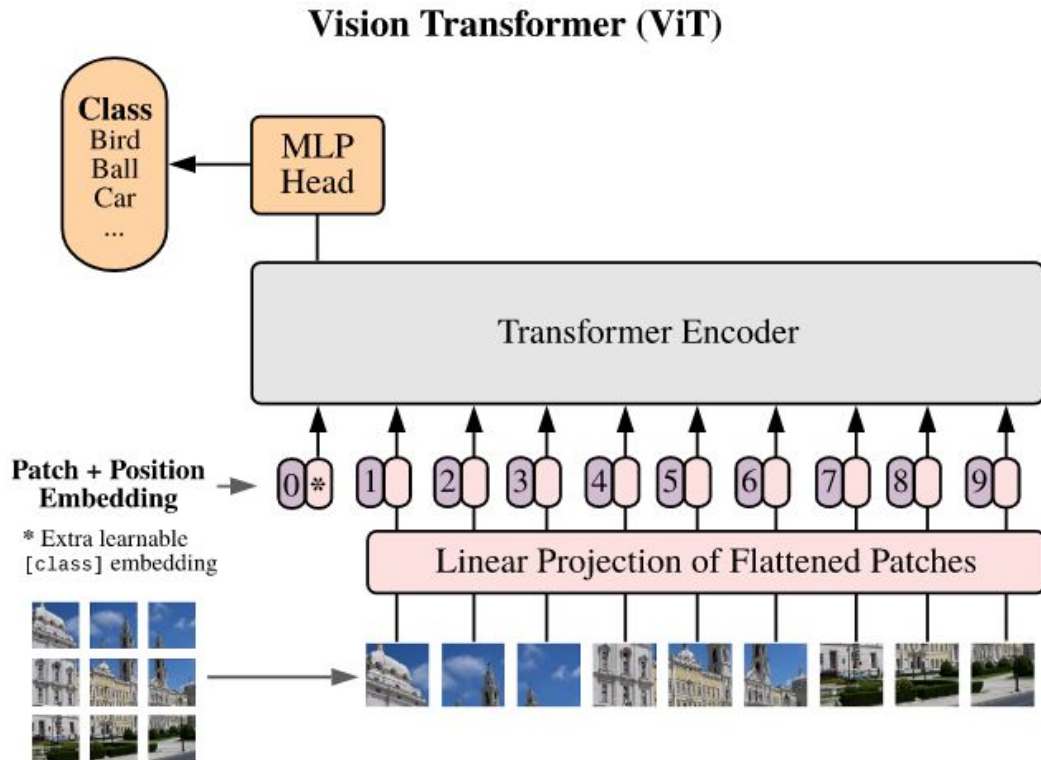 Vision Transformer (ViT)
Class
Bird
Ball
Car
...
MLP
Head
Transformer Encoder
Patch + Position
Embedding
0 * 1 2 3 4 5 6 7 8 9
* Extra learnable
[class] embedding
Linear Projection of Flattened Patches